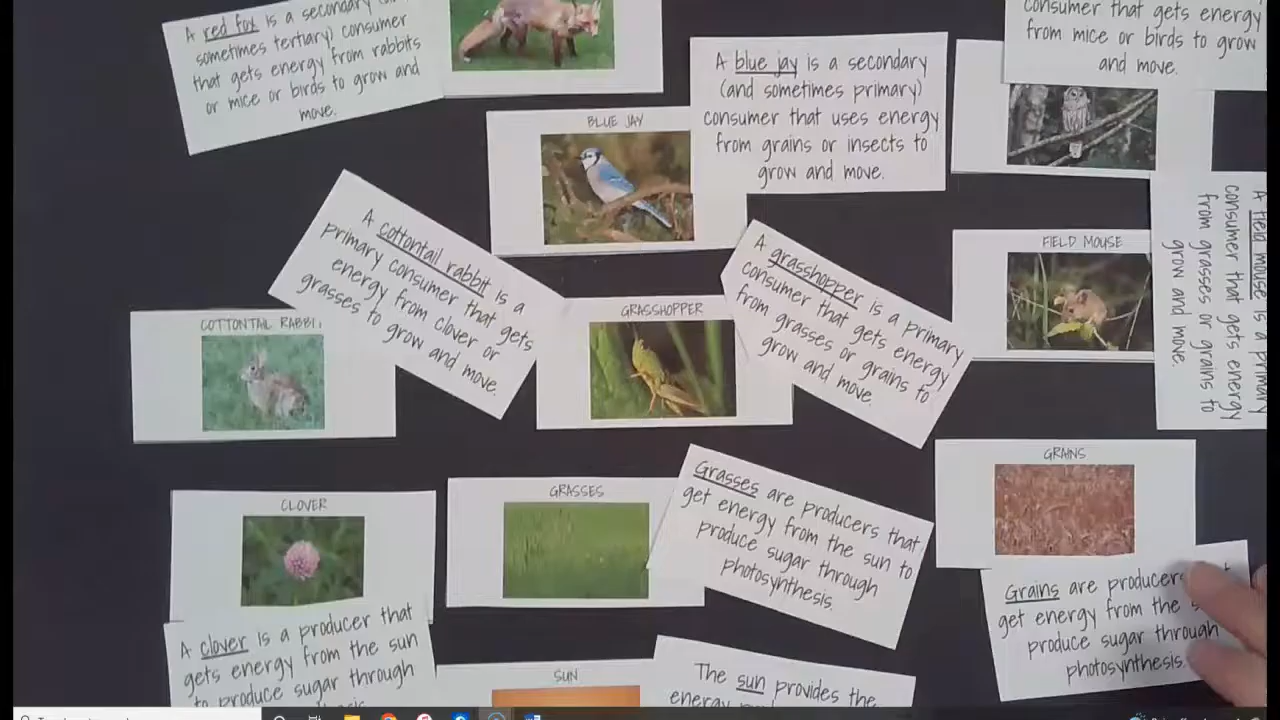 A red fox is a secondary
sometimes tertiary) consumer
that gets energy from rabbits
or mice or birds to grow and
move.
BLUE JAY
A blue jay is a secondary
(and sometimes primary)
consumer that uses energy
from grains or insects to
grow and move.
consumer that gets energy
from mice or birds to grow
and move.
A cottontail rabbit is a
primary consumer that gets
energy from clover or
grasses to grow and move.
COTTONTAIL
GRASSHOPPER
A grasshopper is a primary
consumer that gets energy
from grasses or grains to
grow and move.
FIELD MOUSE
A field mouse is a primary
consumer that gets energy
from grasses or grains to
grow and move.
CLOVER
A clover is a producer that
gets energy from the sun
to produce sugar through
GRASSES
Grasses are producers that
get energy from the sun to
produce sugar through
photosynthesis.
GRAINS
Grains are producers
get energy from the
produce sugar through
photosynthesis.
SUN
The sun provides the